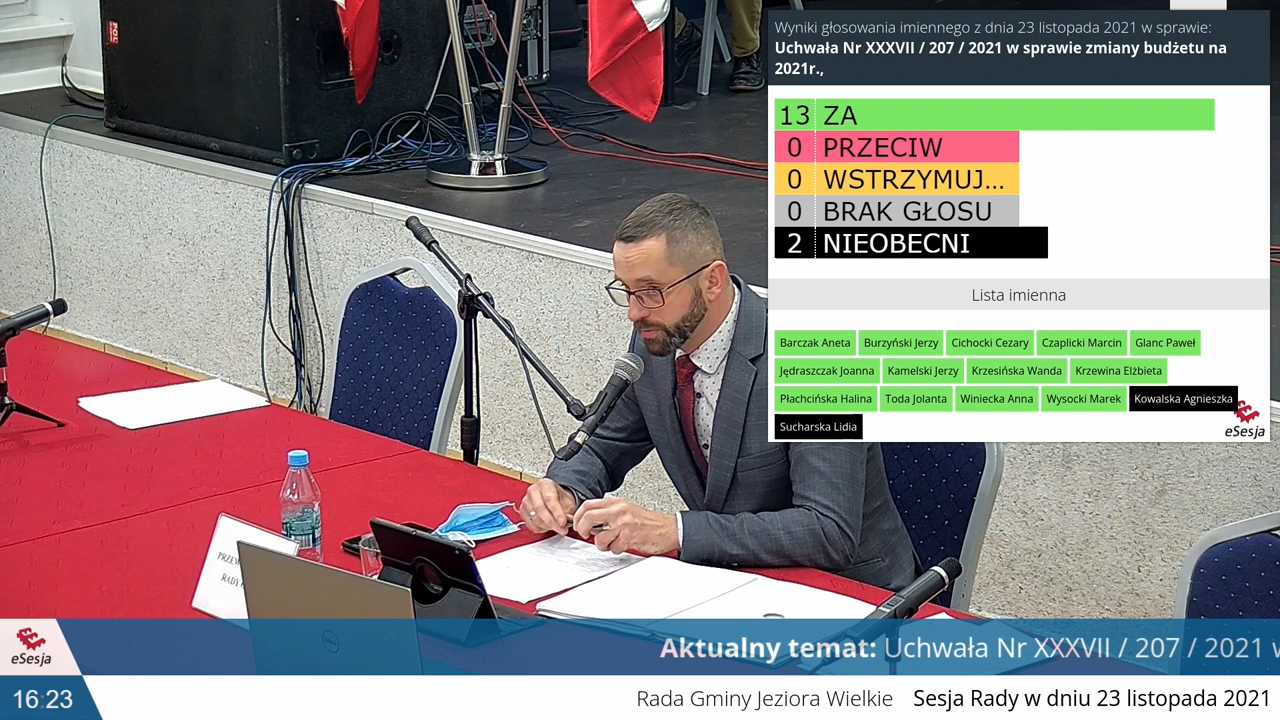 Wyniki głosowania imiennego z dnia 23 listopada 2021 w sprawie:
Uchwała Nr XXXVII / 207 / 2021 w sprawie zmiany budżetu na
2021r.,
13 ZA
0 PRZECIW
0 WSTRZYMUJ...
0 BRAK GŁOSU
2 NIEOBECNI
Lista imienna
Barczak Aneta Burzyński Jerzy Cichocki Cezary Czaplicki Marcin Glanc Paweł
Jędraszczak Joanna Kamelski Jerzy Krzesińska Wanda Krzewina Elżbieta
Płachcińska Halina Toda Jolanta Winiecka Anna Wysocki Marek Kowalska Agnieszka
Sucharska Lidia
eSesja
POL
PRZEW
RADY
DELL
Aktualny temat: Uchwała Nr XXXVII / 207 / 2021 w
eSesja
16:23
Rada Gminy Jeziora Wielkie Sesja Rady w dniu 23 listopada 2021